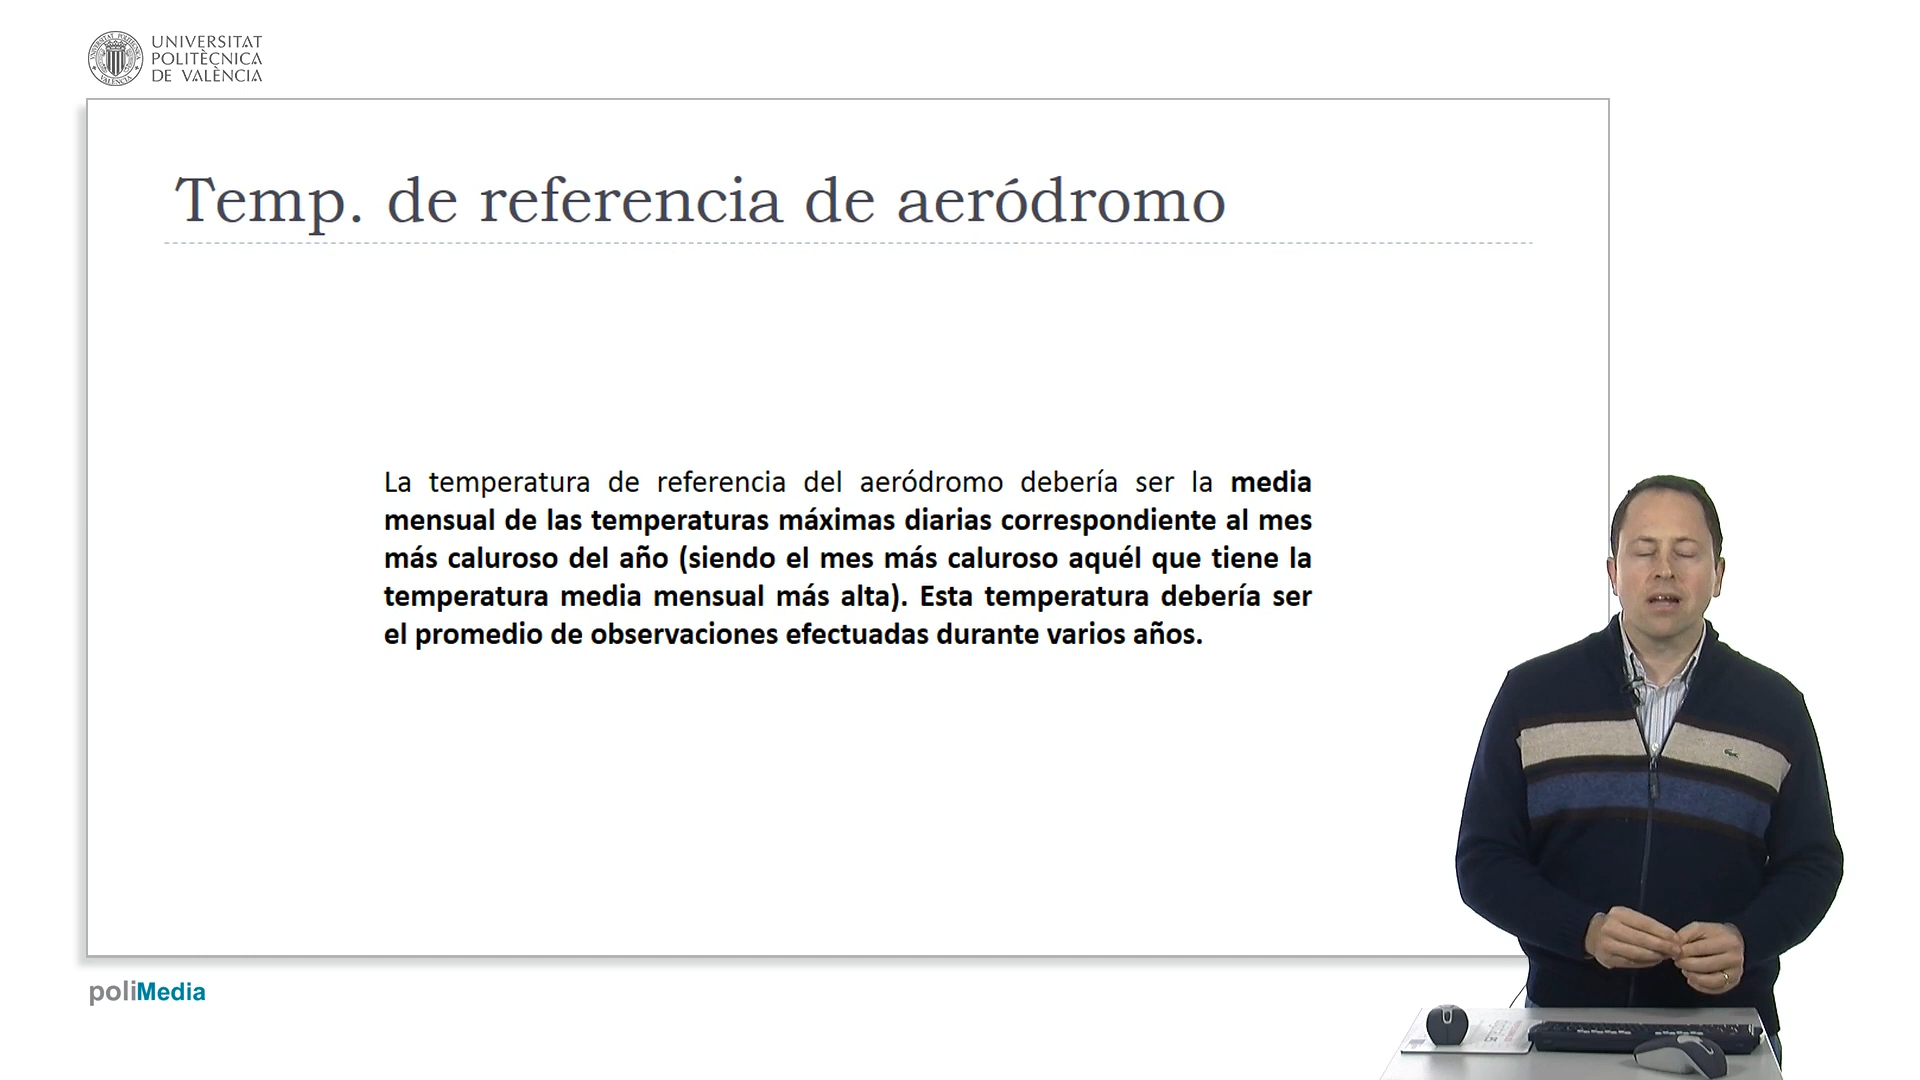 UNIVERSITAT
POLITÈCNICA
DE VALÈNCIA
Temp. de referencia de aeródromo
La temperatura de referencia del aeródromo debería ser la media
mensual de las temperaturas máximas diarias correspondiente al mes
más caluroso del año (siendo el mes más caluroso aquél que tiene la
temperatura media mensual más alta). Esta temperatura debería ser
el promedio de observaciones efectuadas durante varios años.
poliMedia